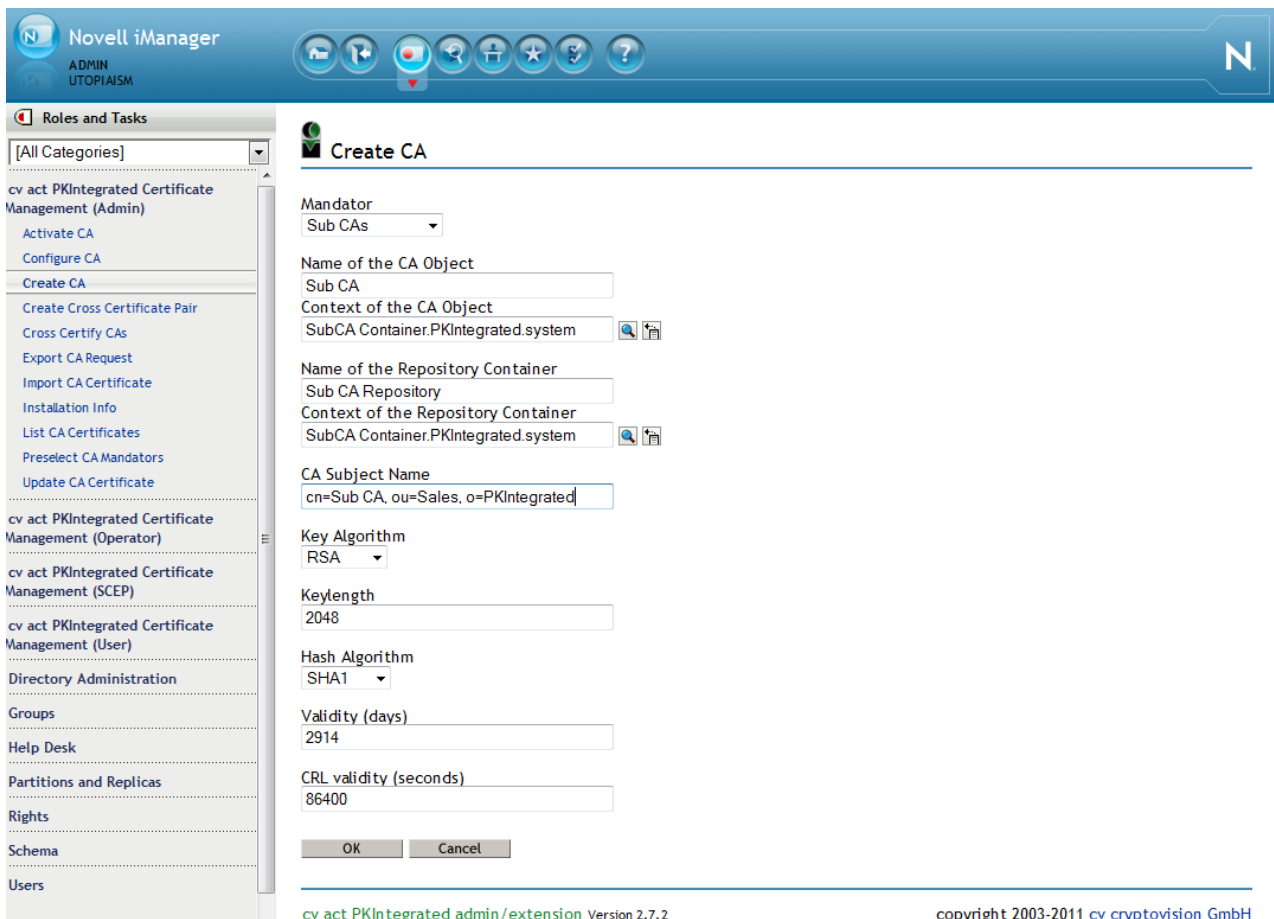 Novell iManager
ADMIN
UTOPIAISM
N
Roles and Tasks
[All Categories]
cv act PKIntegrated Certificate
Management (Admin)
Activate CA
Configure CA
Create CA
Create Cross Certificate Pair
Cross Certify CAs
Export CA Request
Import CA Certificate
Installation Info
List CA Certificates
Preselect CA Mandators
Update CA Certificate
cv act PKIntegrated Certificate
Management (Operator)
cv act PKIntegrated Certificate
Management (SCEP)
cv act PKIntegrated Certificate
Management (User)
Directory Administration
Groups
Help Desk
Partitions and Replicas
Rights
Schema
Users
Create CA
Mandator
Sub CAs
Name of the CA Object
Sub CA
Context of the CA Object
SubCA Container.PKIntegrated.system
Name of the Repository Container
Sub CA Repository
Context of the Repository Container
SubCA Container.PKIntegrated.system
CA Subject Name
cn=Sub CA, ou=Sales, o=PKIntegrated
Key Algorithm
RSA
Keylength
2048
Hash Algorithm
SHA1
Validity (days)
2914
CRL validity (seconds)
86400
OK Cancel
cv act PKIntegrated admin/extension Version 2.7.2 copyright 2003-2011 cv cryptovision GmbH